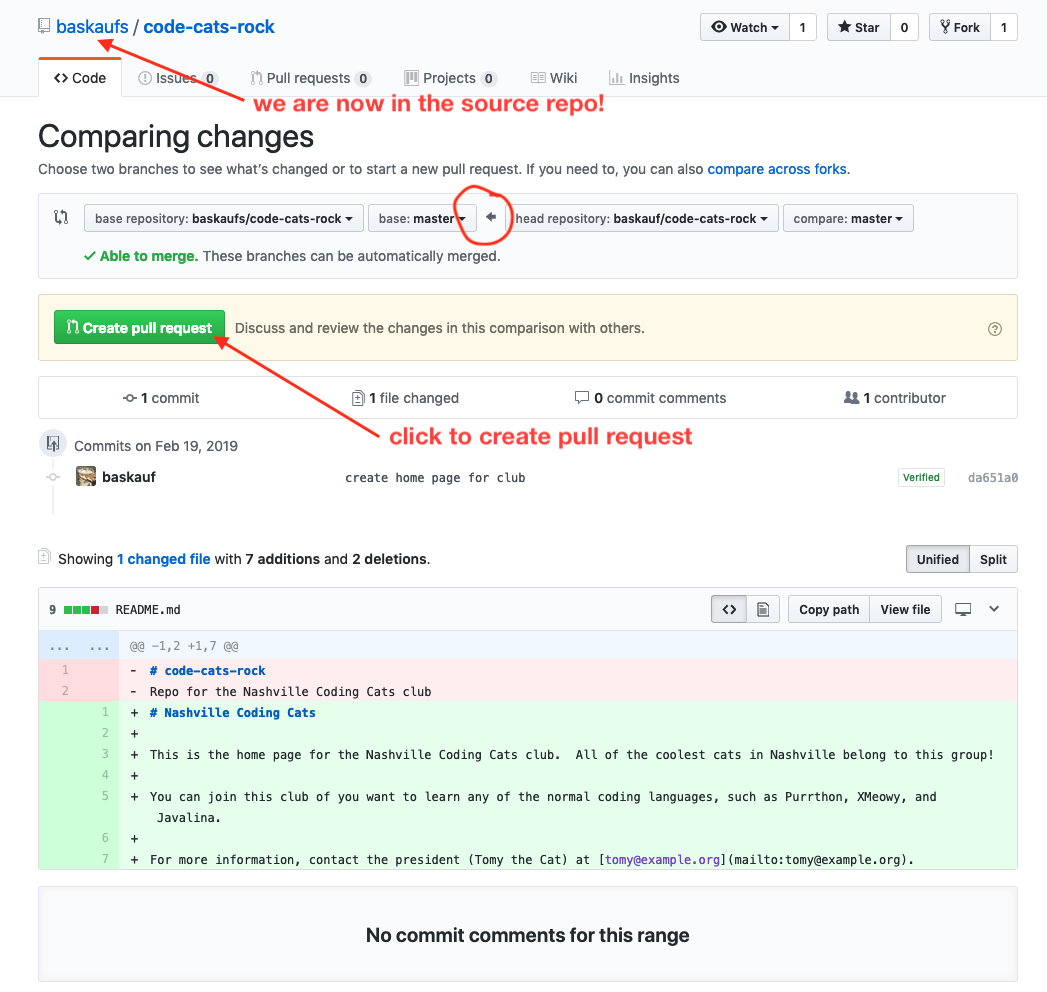 baskaufs / code-cats-rock Watch 1 Star 0 Fork 1
Code Issues 0 Pull requests 0 Projects 0 Wiki Insights
we are now in the source repo!
Comparing changes
Choose two branches to see what's changed or to start a new pull request. If you need to, you can also compare across forks.
base repository: baskaufs/code-cats-rock base: master head repository: baskauf/code-cats-rock compare: master
Able to merge. These branches can be automatically merged.
Create pull request Discuss and review the changes in this comparison with others.
1 commit 1 file changed 0 commit comments 1 contributor
click to create pull request
Commits on Feb 19, 2019
baskauf create home page for club Verified da651a0
Showing 1 changed file with 7 additions and 2 deletions. Unified Split
9 README.md <> Copy path View file
... ... @@ -1,2 +1,7 @@
1 - # code-cats-rock
2 - Repo for the Nashville Coding Cats club
1 + # Nashville Coding Cats
2 +
3 + This is the home page for the Nashville Coding Cats club.  All of the coolest cats in Nashville belong to this group!
4 +
5 + You can join this club of you want to learn any of the normal coding languages, such as Purrthon, XMeowy, and
Javalina.
6 +
7 + For more information, contact the president (Tomy the Cat) at [tomy@example.org](mailto:tomy@example.org).
No commit comments for this range